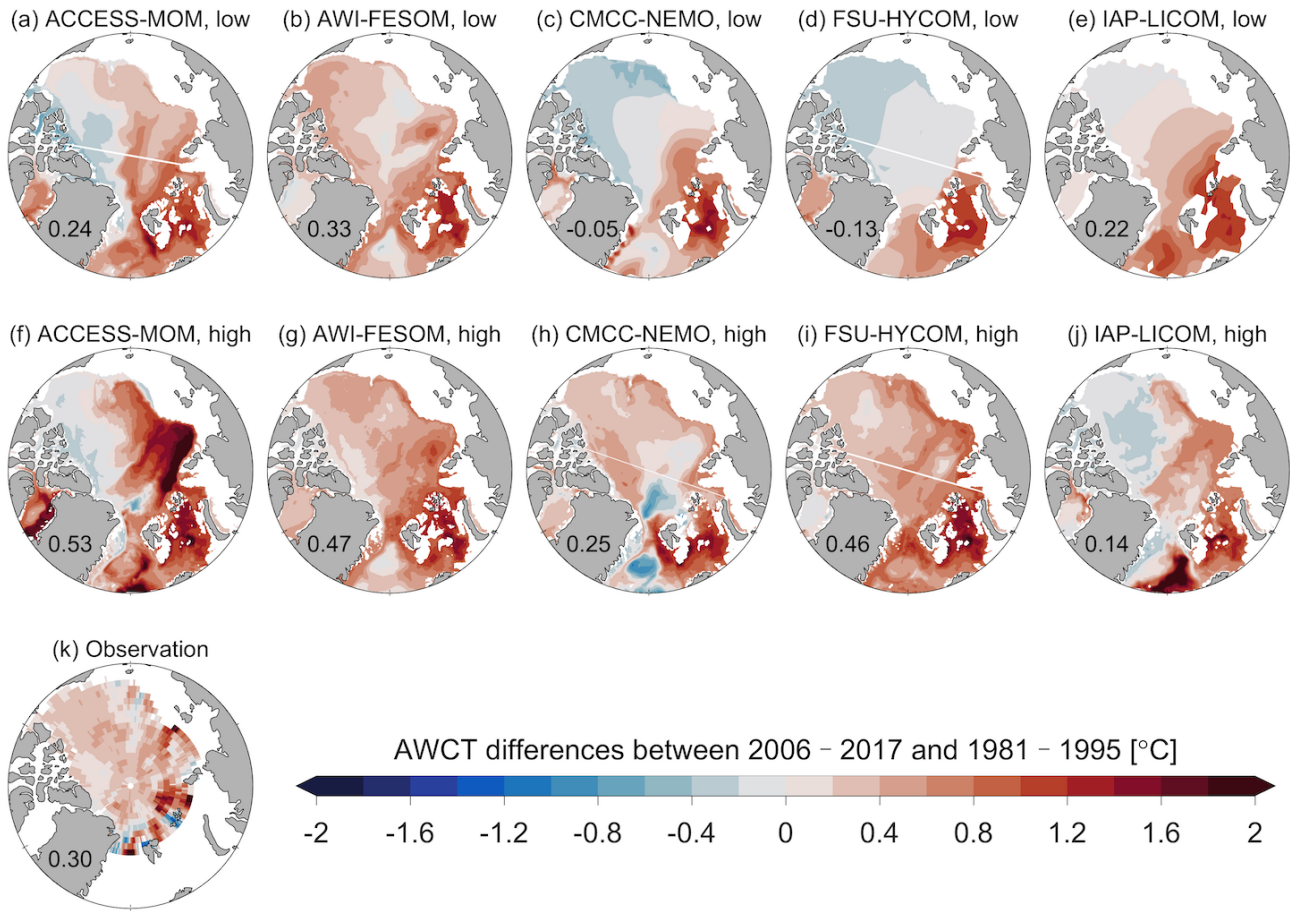 (a) ACCESS-MOM, low
(b) AWI-FESOM, low
(c) CMCC-NEMO, low
(d) FSU-HYCOM, low
(e) IAP-LICOM, low
0.24
0.33
-0.05
-0.13
0.22
(f) ACCESS-MOM, high
(g) AWI-FESOM, high
(h) CMCC-NEMO, high
(i) FSU-HYCOM, high
(j) IAP-LICOM, high
0.53
0.47
0.25
0.46
0.14
(k) Observation
0.30
AWCT differences between 2006 – 2017 and 1981 – 1995 [°C]
-2 -1.6 -1.2 -0.8 -0.4 0 0.4 0.8 1.2 1.6 2